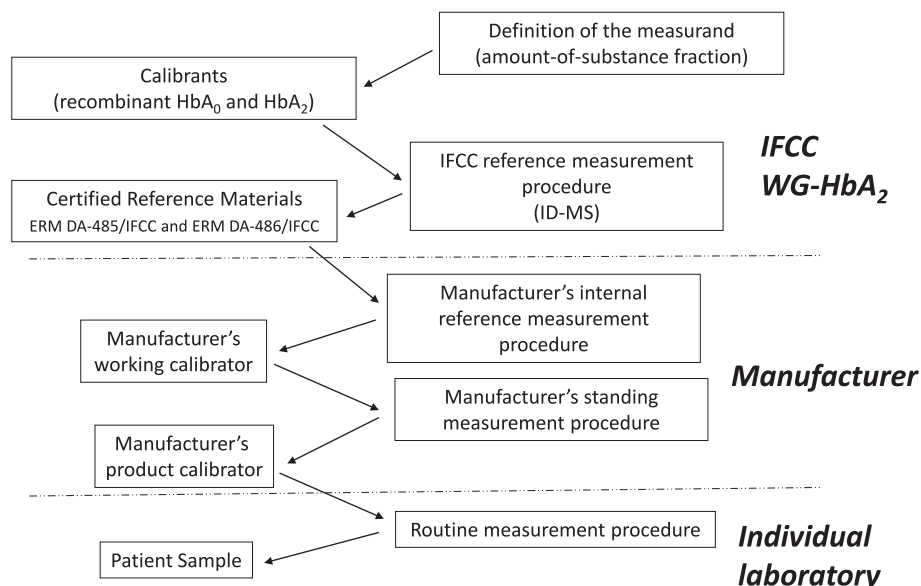 Definition of the measurand
(amount-of-substance fraction)
Calibrants
(recombinant HbA₀ and HbA₂)
IFCC reference measurement
procedure
(ID-MS)
IFCC
WG-HbA₂
Certified Reference Materials
ERM DA-485/IFCC and ERM DA-486/IFCC
Manufacturer’s internal
reference measurement
procedure
Manufacturer’s
working calibrator
Manufacturer
Manufacturer’s standing
measurement procedure
Manufacturer’s
product calibrator
Routine measurement procedure
Individual
laboratory
Patient Sample